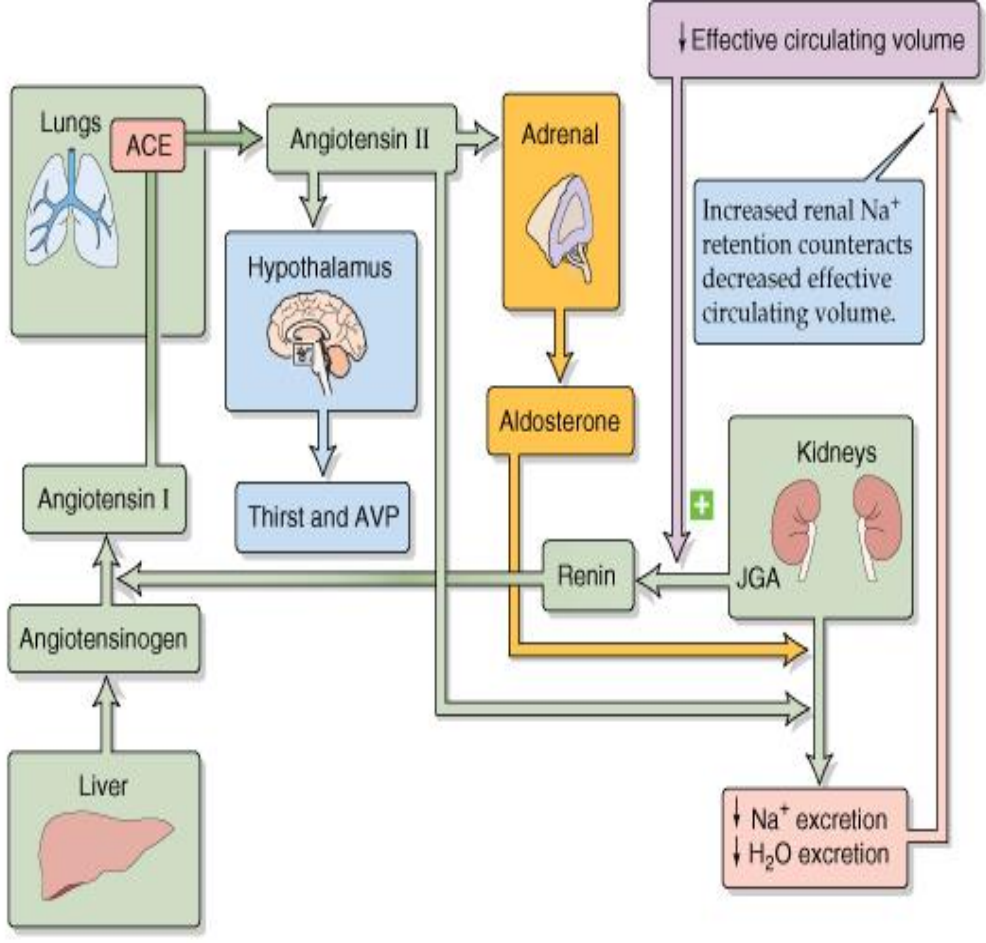 ↓ Effective circulating volume
Lungs
ACE
Angiotensin II
Adrenal
Increased renal Na⁺
retention counteracts
decreased effective
circulating volume.
Hypothalamus
Aldosterone
Kidneys
Angiotensin I
Thirst and AVP
+
Renin
JGA
Angiotensinogen
Liver
↓ Na⁺ excretion
↓ H₂O excretion